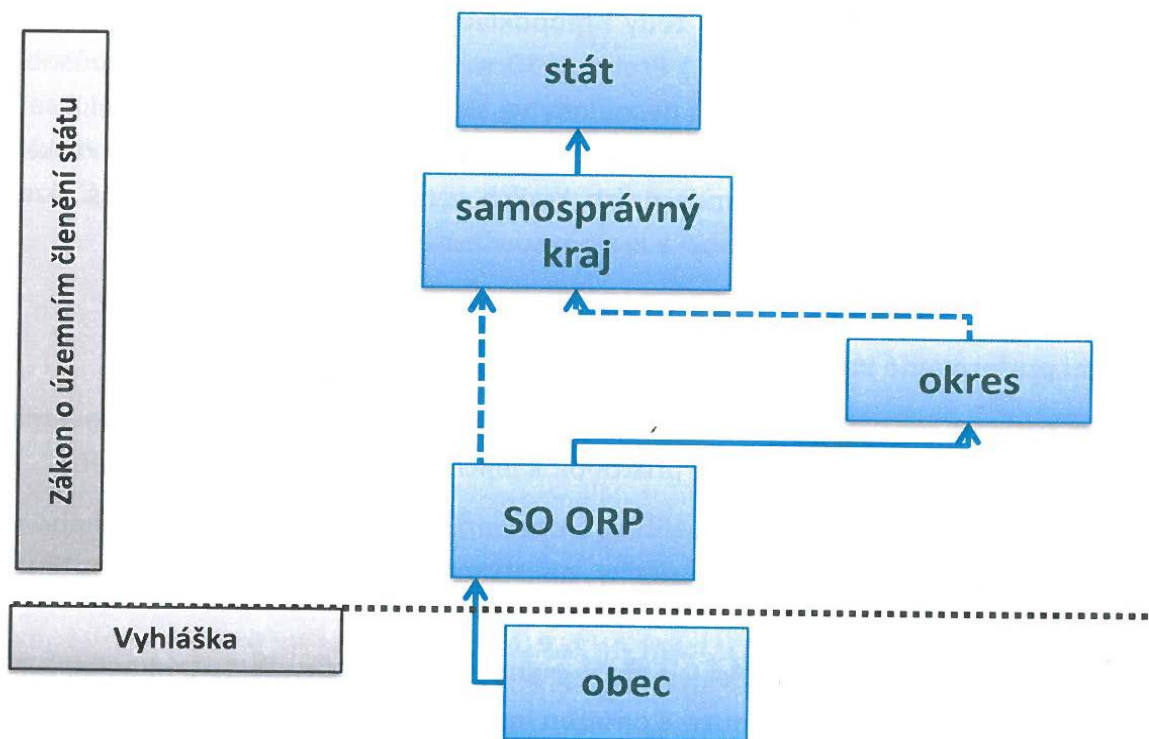 stát
samosprávný
kraj
okres
SO ORP
obec
Zákon o územním členění státu
Vyhláška